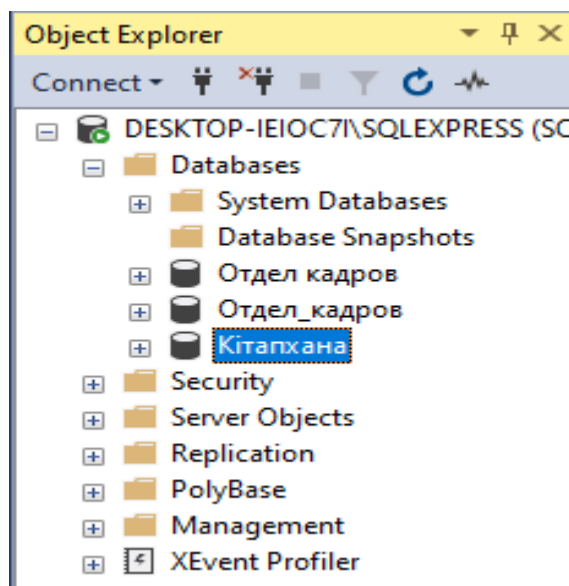 Object Explorer
Connect
DESKTOP-IEIOC7I\SQLEXPRESS (SC
Databases
System Databases
Database Snapshots
Отдел кадров
Отдел_кадров
Кітапхана
Security
Server Objects
Replication
PolyBase
Management
XEvent Profiler